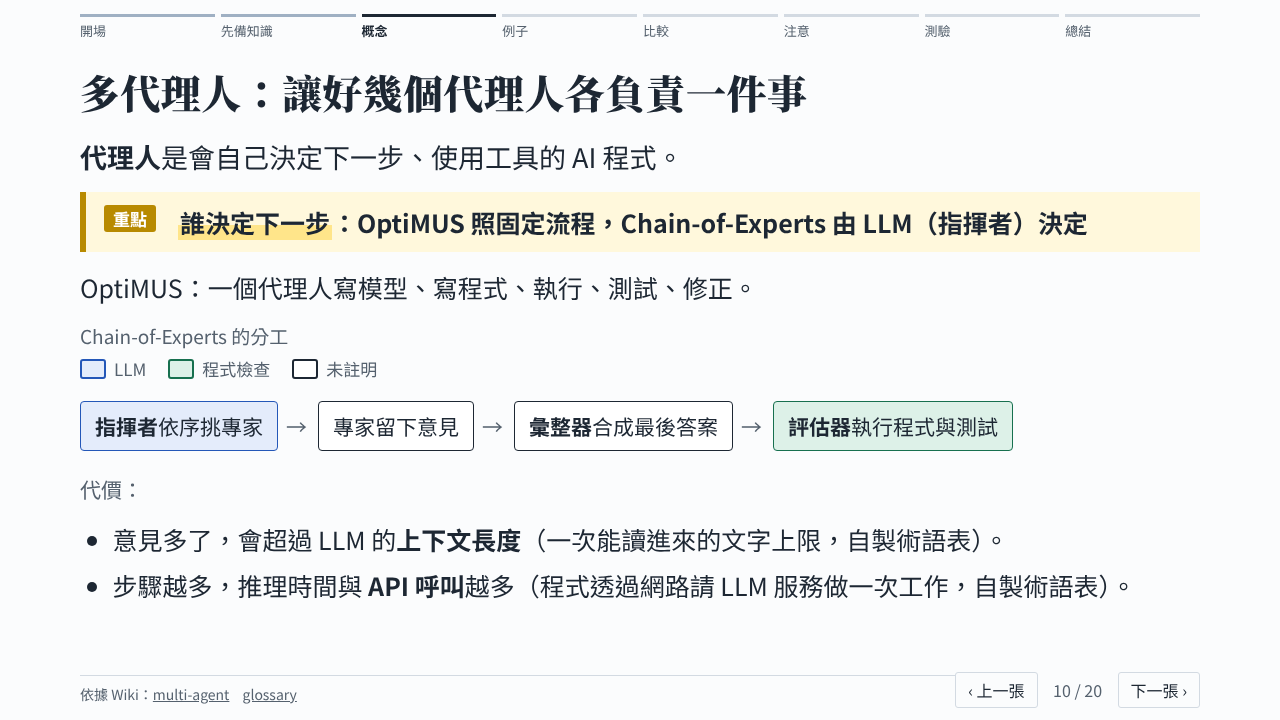 開場
先備知識
概念
例子
比較
注意
測驗
總結
多代理人：讓好幾個代理人各負責一件事
代理人是會自己決定下一步、使用工具的 AI 程式。
重點 誰決定下一步：OptiMUS 照固定流程，Chain-of-Experts 由 LLM（指揮者）決定
OptiMUS：一個代理人寫模型、寫程式、執行、測試、修正。
Chain-of-Experts 的分工
LLM 程式檢查 未註明
指揮者依序挑專家 → 專家留下意見 → 彙整器合成最後答案 → 評估器執行程式與測試
代價：
• 意見多了，會超過 LLM 的上下文長度（一次能讀進來的文字上限，自製術語表）。
• 步驟越多，推理時間與 API 呼叫越多（程式透過網路請 LLM 服務做一次工作，自製術語表）。
依據 Wiki：multi-agent glossary
‹ 上一張 10 / 20 下一張 ›